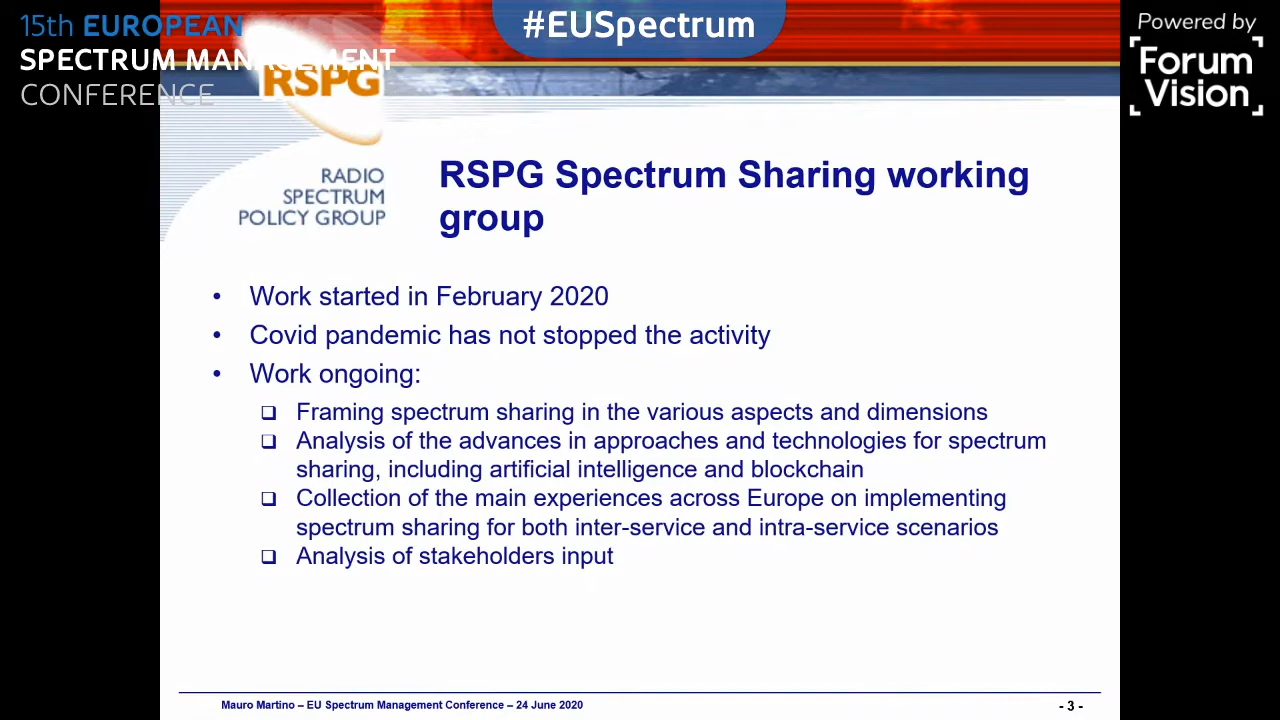 15th EUROPEAN
SPECTRUM MANAGEMENT
CONFERENCE
#EUSpectrum
Powered by
Forum
Vision
RSPG
RADIO
SPECTRUM
POLICY GROUP
RSPG Spectrum Sharing working
group
• Work started in February 2020
• Covid pandemic has not stopped the activity
• Work ongoing:
❑ Framing spectrum sharing in the various aspects and dimensions
❑ Analysis of the advances in approaches and technologies for spectrum
sharing, including artificial intelligence and blockchain
❑ Collection of the main experiences across Europe on implementing
spectrum sharing for both inter-service and intra-service scenarios
❑ Analysis of stakeholders input
Mauro Martino – EU Spectrum Management Conference – 24 June 2020
- 3 -